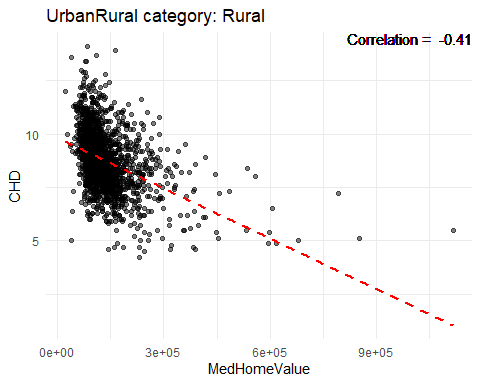 UrbanRural category: Rural
Correlation = -0.41
CHD
10
5
0e+00 3e+05 6e+05 9e+05
MedHomeValue